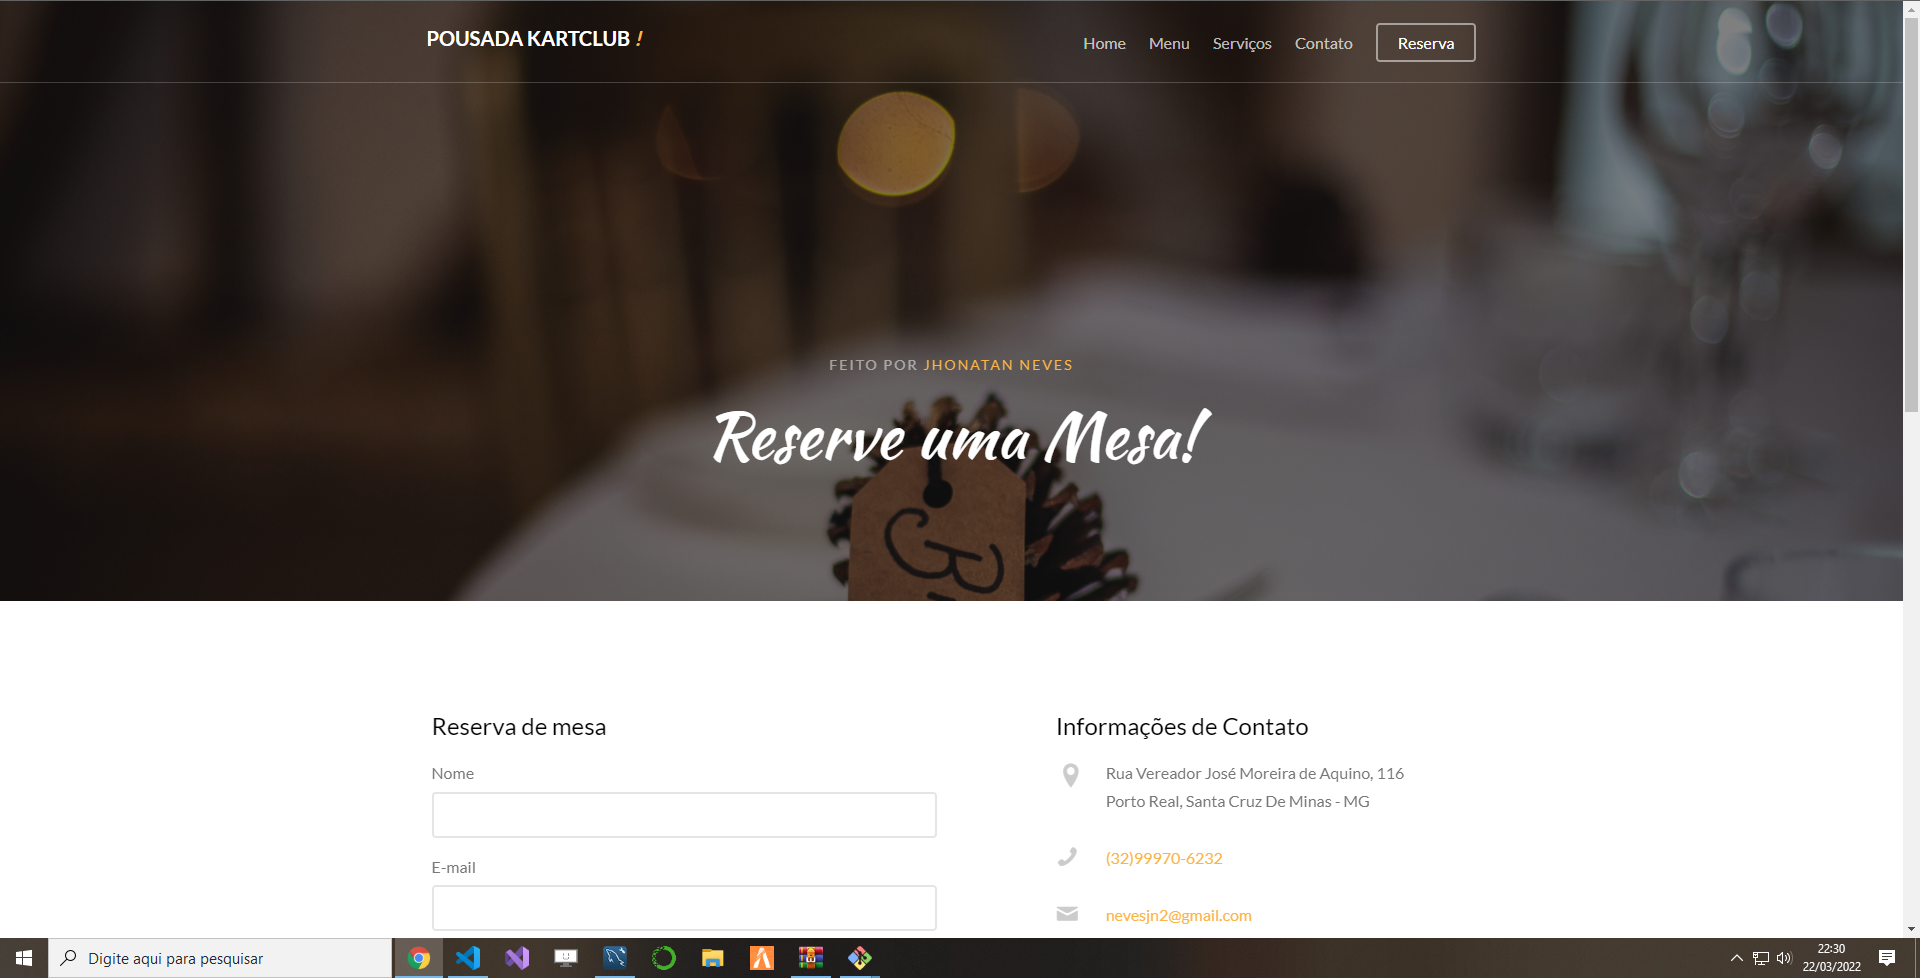 POUSADA KARTCLUB !
Home Menu Serviços Contato Reserva
FEITO POR JHONATAN NEVES
Reserve uma Mesa!
Reserva de mesa
Nome
E-mail
Informações de Contato
Rua Vereador José Moreira de Aquino, 116
Porto Real, Santa Cruz De Minas - MG
(32)99970-6232
nevesjn2@gmail.com
Digite aqui para pesquisar
22:30
22/03/2022